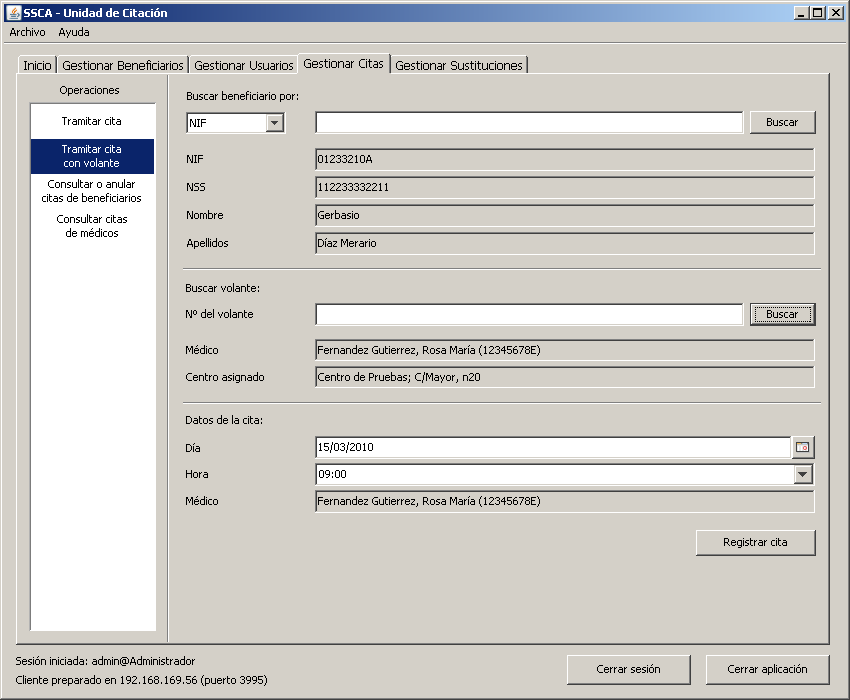 SSCA - Unidad de Citación
Archivo Ayuda
Inicio Gestionar Beneficiarios Gestionar Usuarios Gestionar Citas Gestionar Sustituciones
Operaciones
Tramitar cita
Tramitar cita
con volante
Consultar o anular
citas de beneficiarios
Consultar citas
de médicos
Buscar beneficiario por:
NIF Buscar
NIF 01233210A
NSS 112233332211
Nombre Gerbasio
Apellidos Díaz Merario
Buscar volante:
Nº del volante Buscar
Médico Fernandez Gutierrez, Rosa María (12345678E)
Centro asignado Centro de Pruebas; C/Mayor, n20
Datos de la cita:
Día 15/03/2010
Hora 09:00
Médico Fernandez Gutierrez, Rosa María (12345678E)
Registrar cita
Sesión iniciada: admin@Administrador
Cliente preparado en 192.168.169.56 (puerto 3995)
Cerrar sesión Cerrar aplicación